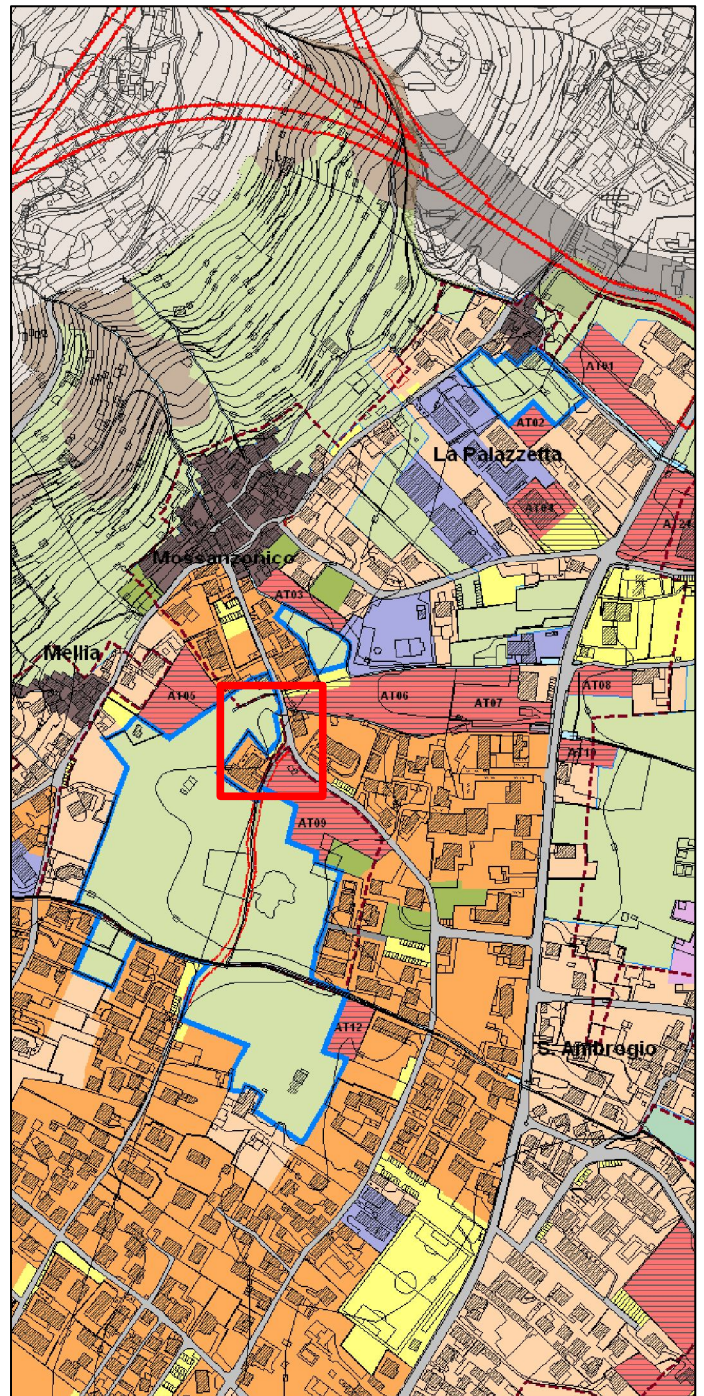 AT01
AT02
La Palazzetta
AT04
AT24
Mossanzonico
AT03
Mellia
AT05
AT06
AT07
AT08
AT10
AT09
AT12
S. Ambrogio